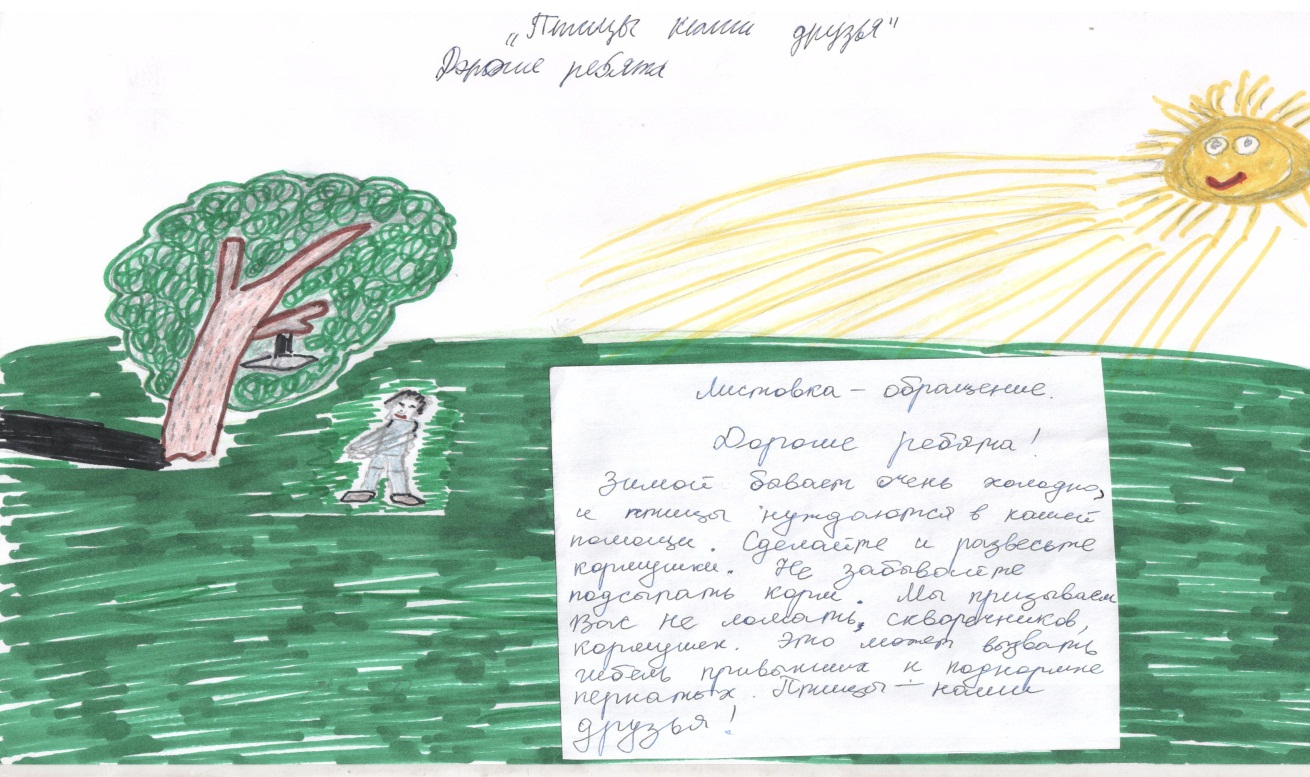 „Птицы наши друзья"
Дорогие ребята
Листовка – обращение.
Дорогие ребята!
Зимой бывает очень холодно,
и птицы нуждаются в нашей
помощи. Сделайте и развесьте
кормушки. Не забывайте
подсыпать корм. Мы призываем
Вас не ломать, скворечников,
кормушек. Это может вызвать
гибель привыкших к подкормке
пернатых. Птицы – наши
друзья!